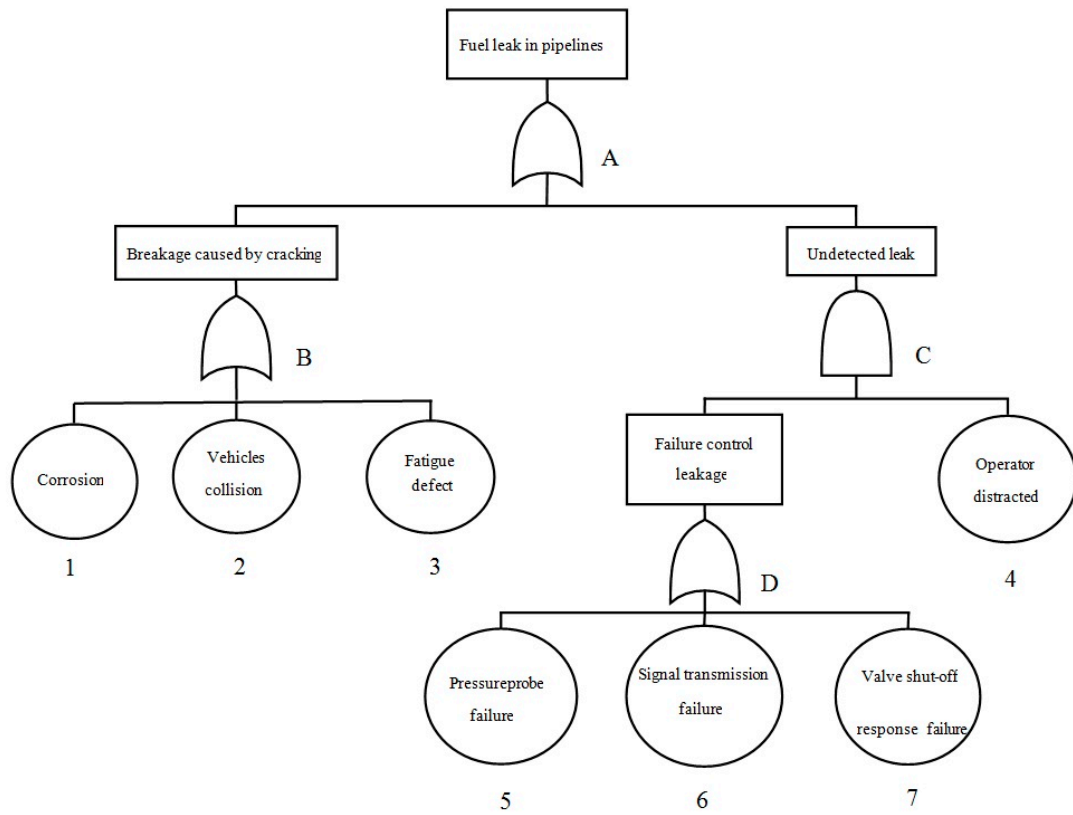 Fuel leak in pipelines
A
Breakage caused by cracking
Undetected leak
B
C
Corrosion
Vehicles
collision
Fatigue
defect
Failure control
leakage
Operator
distracted
1
2
3
4
D
Pressureprobe
failure
Signal transmission
failure
Valve shut-off
response failure
5
6
7